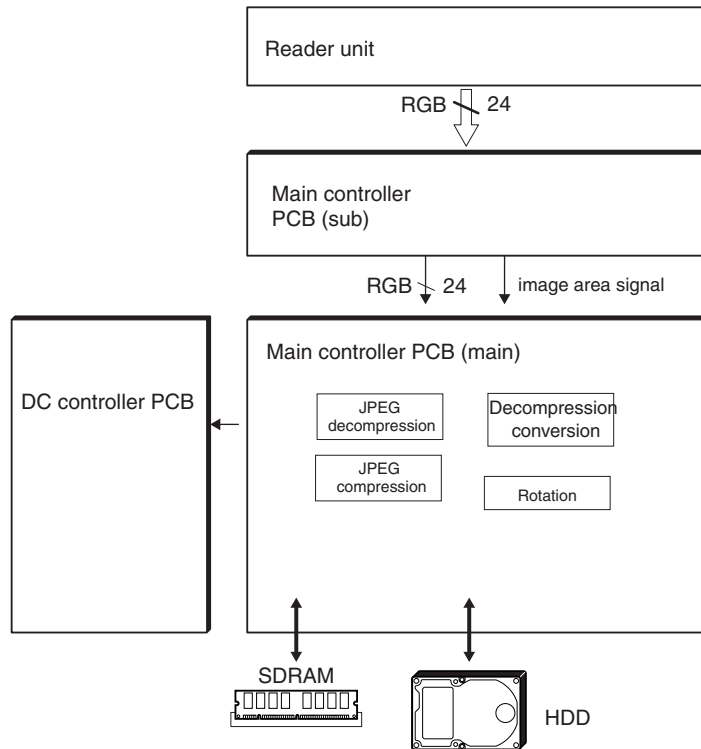 Reader unit
RGB 24
Main controller
PCB (sub)
RGB 24 image area signal
Main controller PCB (main)
DC controller PCB
JPEG
decompression
Decompression
conversion
JPEG
compression
Rotation
SDRAM
HDD